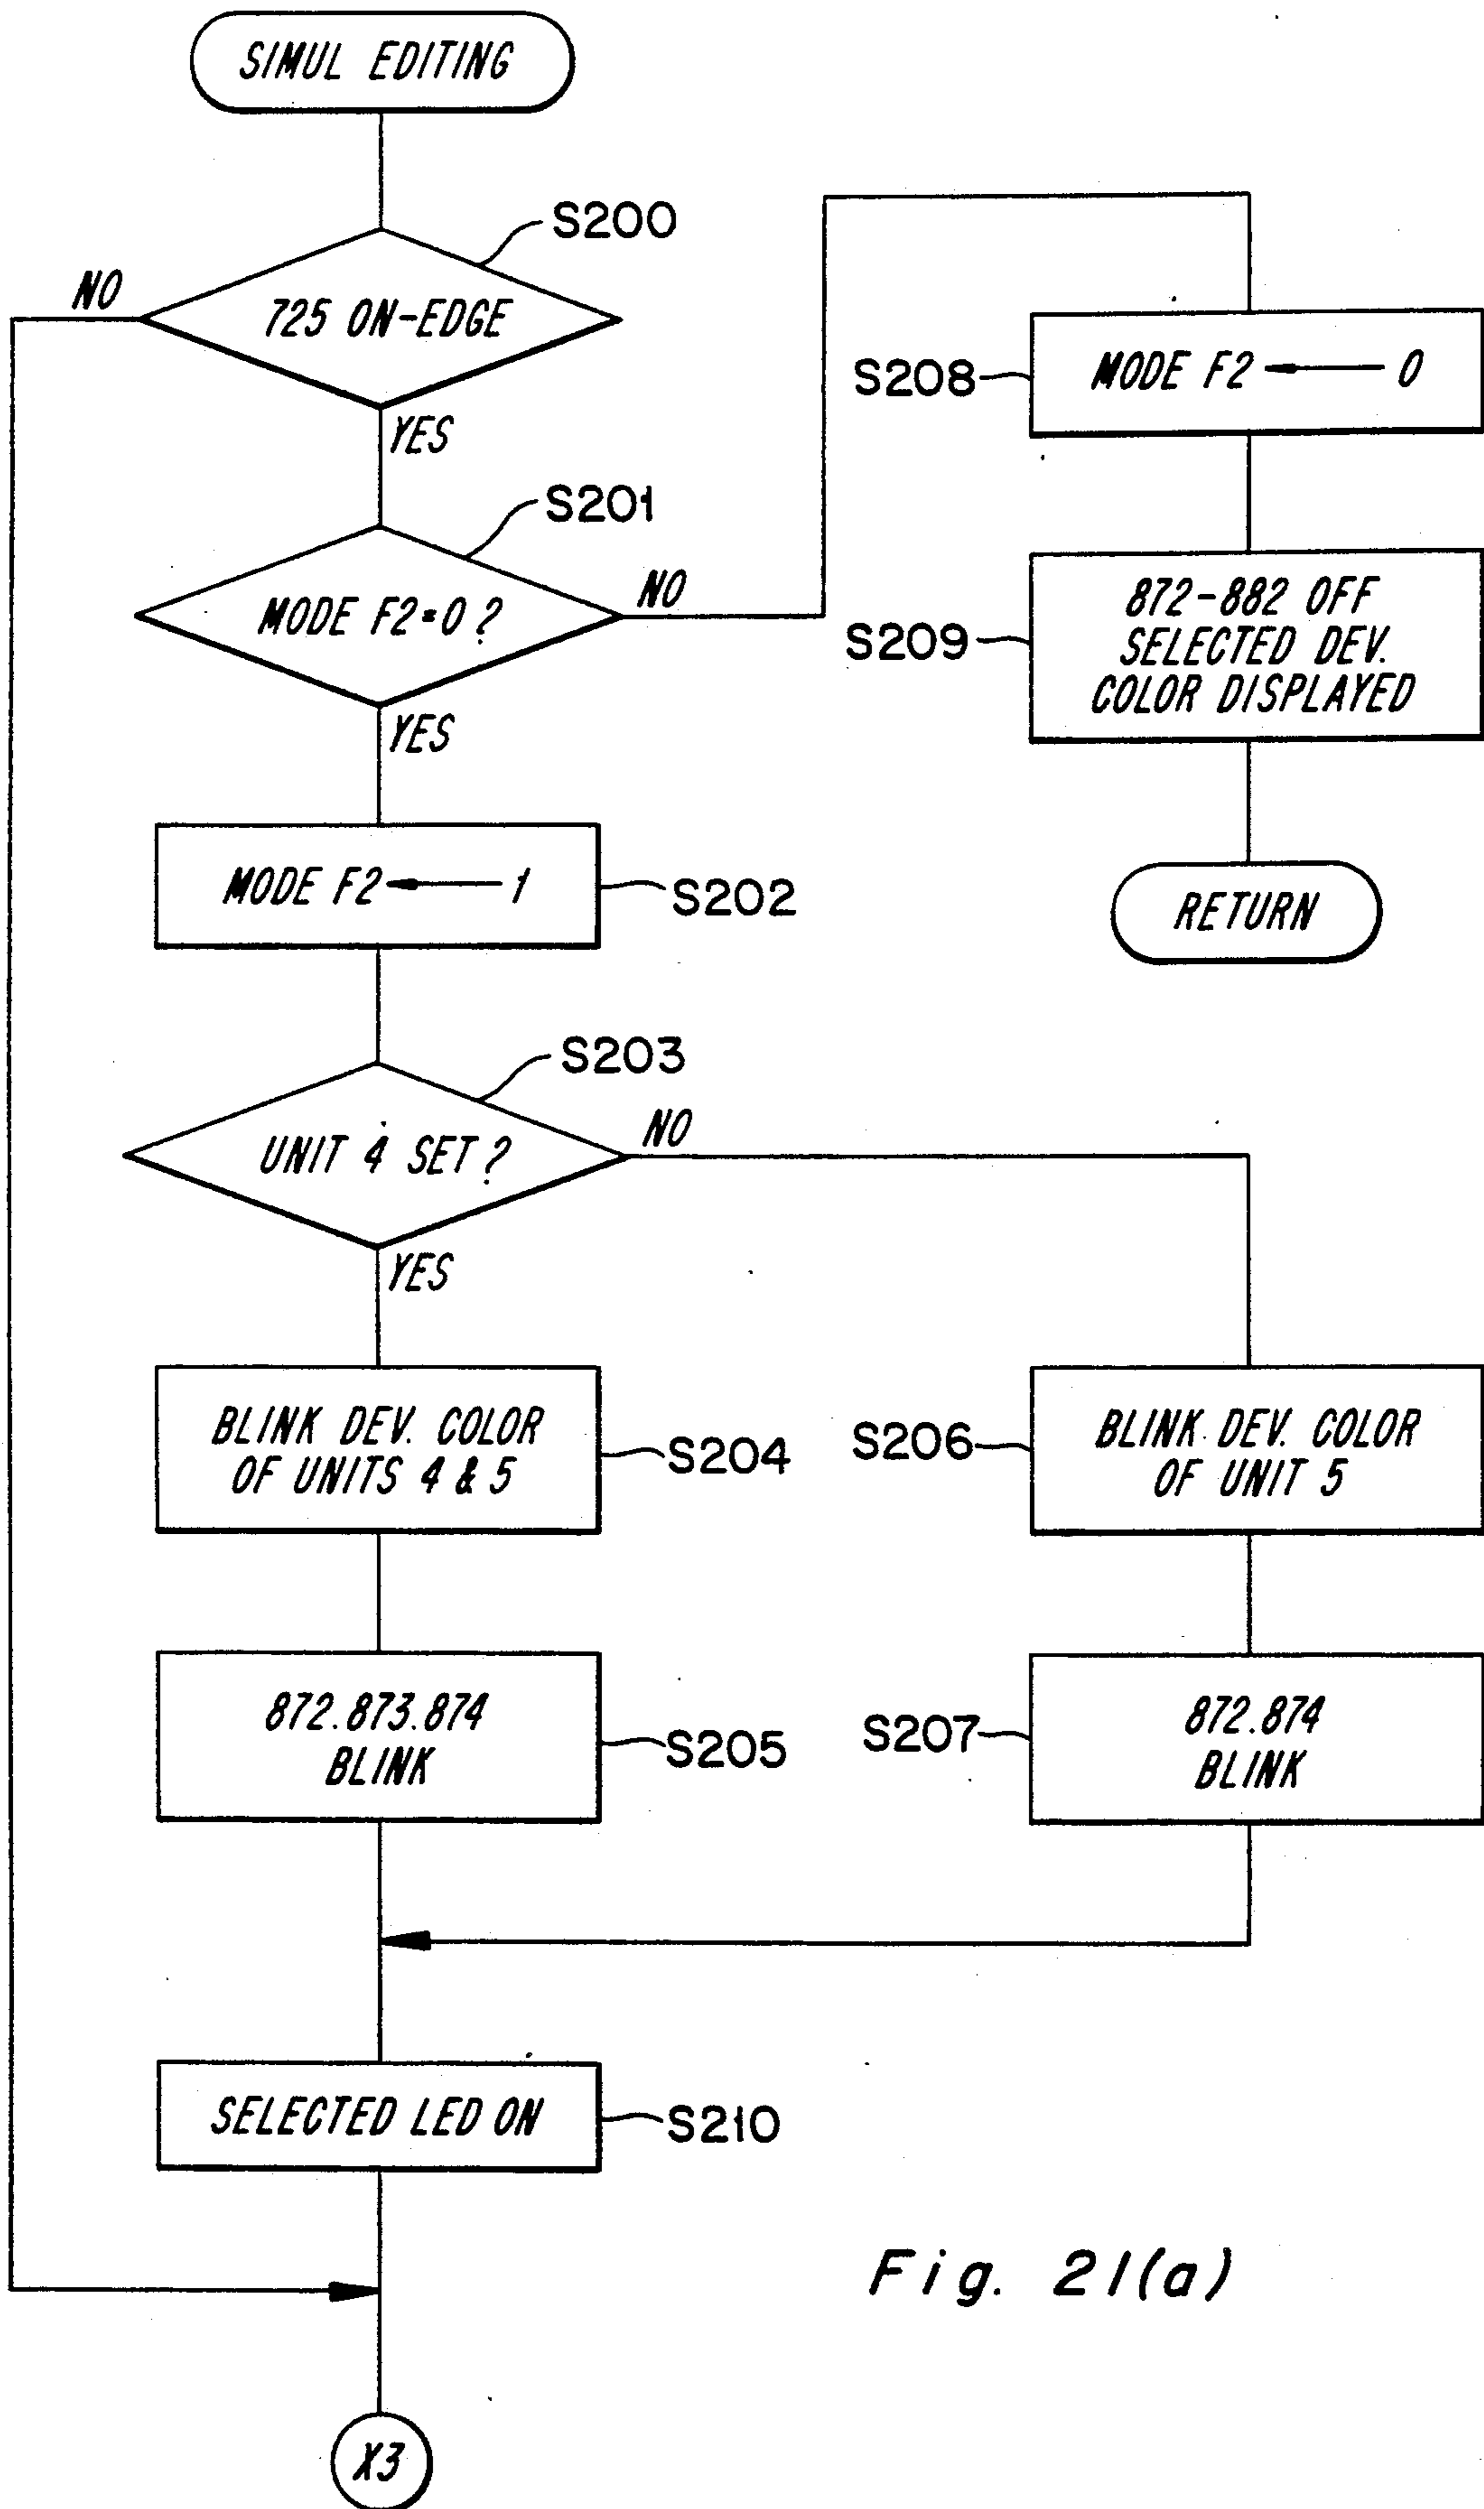 SIMUL EDITING
S200
NO
725 ON-EDGE
YES
S201
MODE F2=0?
NO
YES
S208
MODE F2 ← 0
S209
872-882 OFF
SELECTED DEV.
COLOR DISPLAYED
RETURN
MODE F2 ← 1
S202
S203
UNIT 4 SET?
NO
YES
BLINK DEV. COLOR
OF UNITS 4 & 5
S204
S206
BLINK DEV. COLOR
OF UNIT 5
872.873.874
BLINK
S205
S207
872.874
BLINK
SELECTED LED ON
S210
Fig. 21(a)
X3